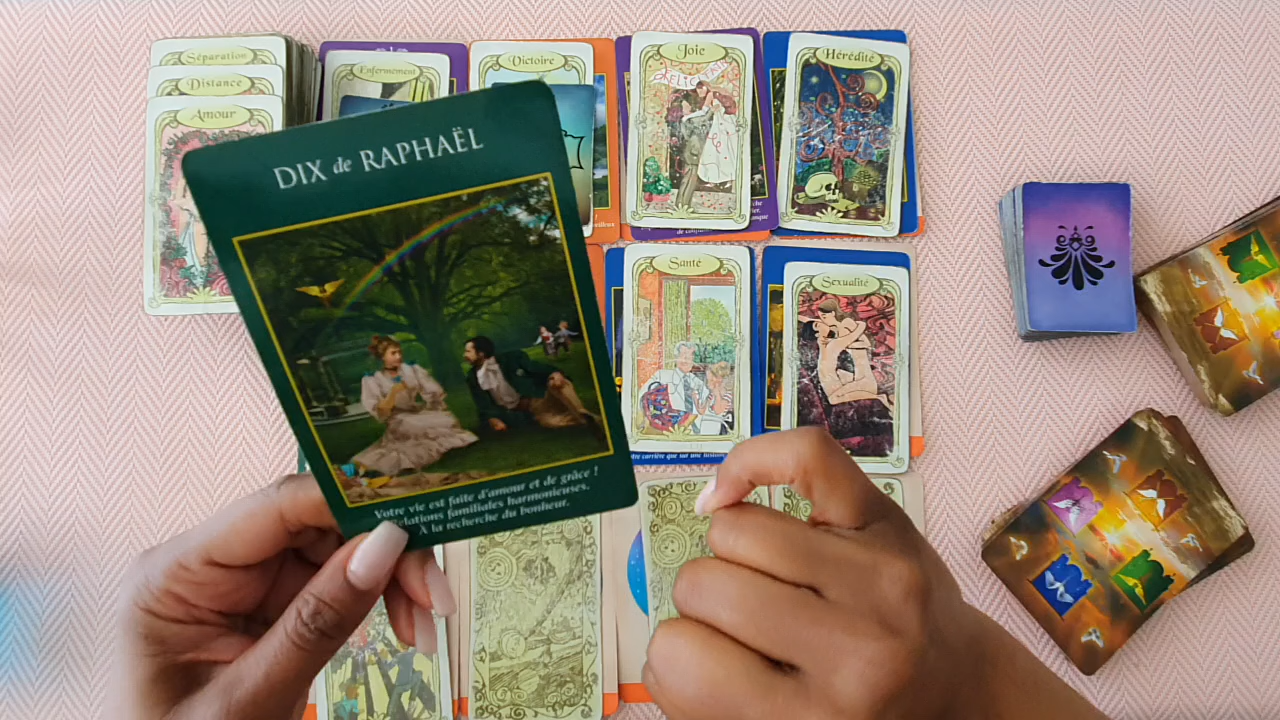 Séparation
Distance
Amour
Enfermement
Victoire
Joie
Hérédité
DIX de RAPHAËL
Votre vie est faite d'amour et de grâce !
Relations familiales harmonieuses.
À la recherche du bonheur.
Santé
Sexualité